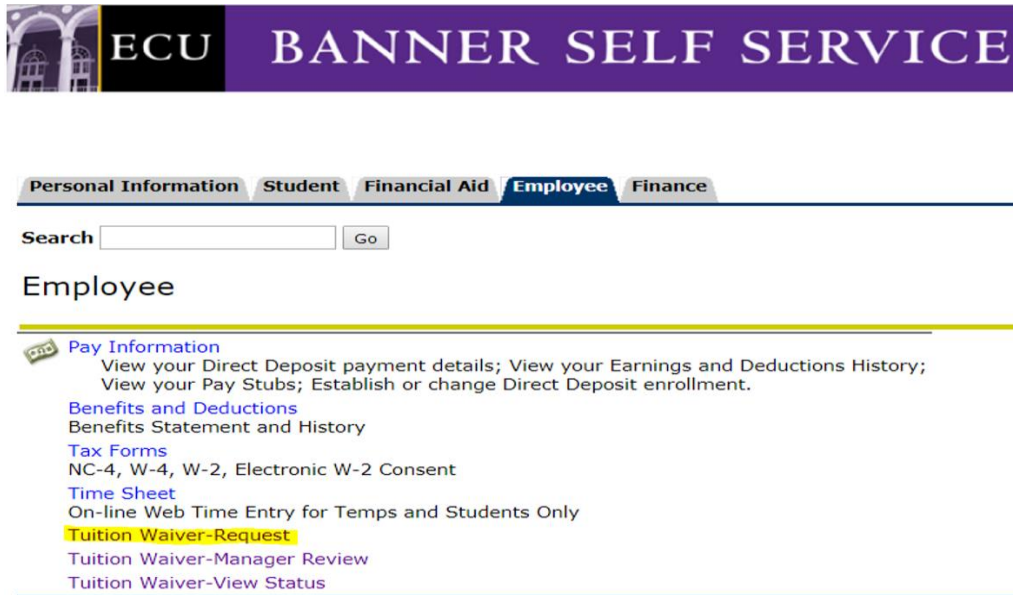 ECU BANNER SELF SERVICE
Personal Information Student Financial Aid Employee Finance
Search Go
Employee
Pay Information
View your Direct Deposit payment details; View your Earnings and Deductions History;
View your Pay Stubs; Establish or change Direct Deposit enrollment.
Benefits and Deductions
Benefits Statement and History
Tax Forms
NC-4, W-4, W-2, Electronic W-2 Consent
Time Sheet
On-line Web Time Entry for Temps and Students Only
Tuition Waiver-Request
Tuition Waiver-Manager Review
Tuition Waiver-View Status